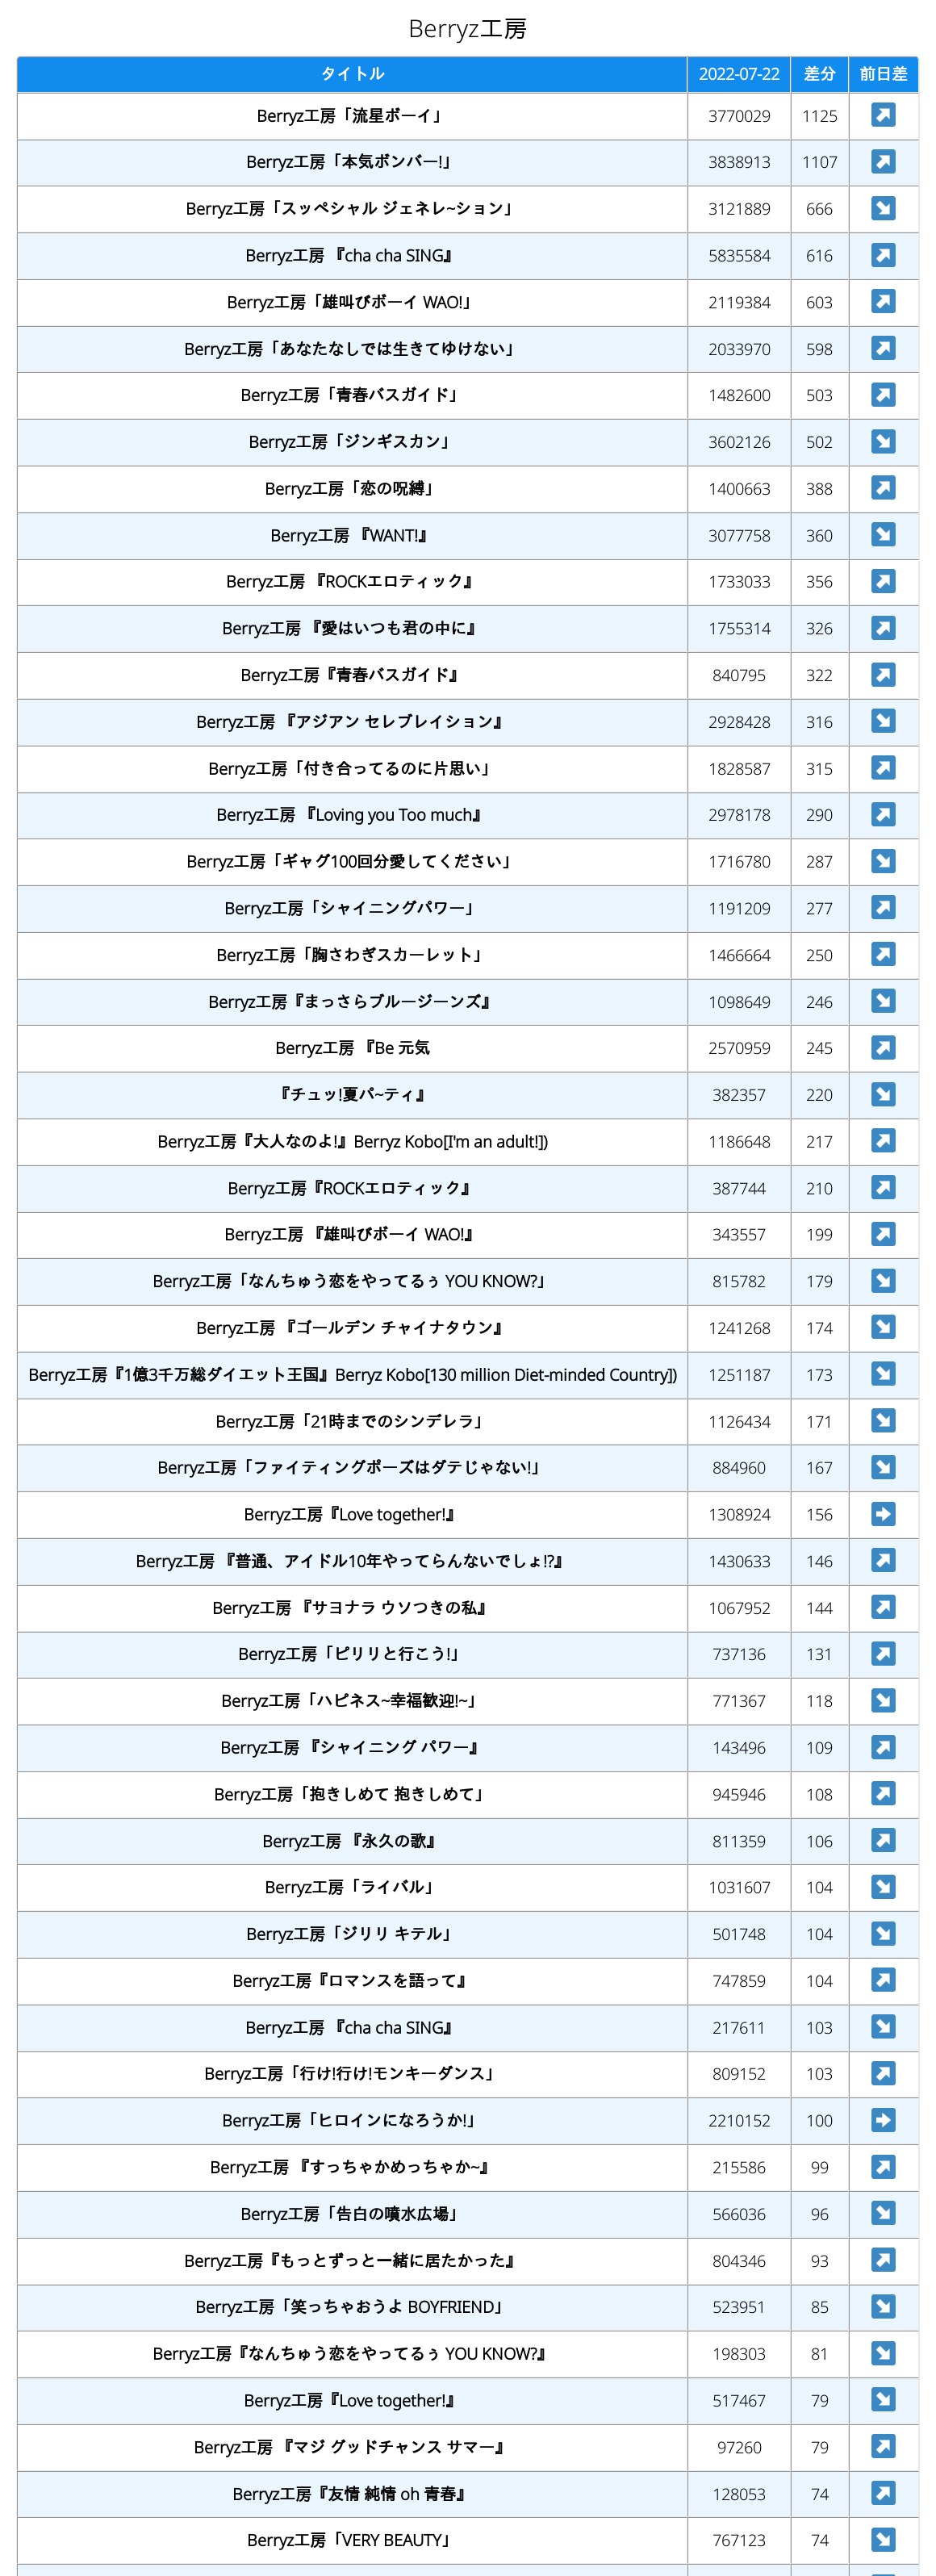 Berryz工房
タイトル 2022-07-22 差分 前日差
Berryz工房「流星ボーイ」 3770029 1125
Berryz工房「本気ボンバー!」 3838913 1107
Berryz工房「スッペシャル ジェネレ~ション」 3121889 666
Berryz工房 『cha cha SING』 5835584 616
Berryz工房「雄叫びボーイ WAO!」 2119384 603
Berryz工房「あなたなしでは生きてゆけない」 2033970 598
Berryz工房「青春バスガイド」 1482600 503
Berryz工房「ジンギスカン」 3602126 502
Berryz工房「恋の呪縛」 1400663 388
Berryz工房 『WANT!』 3077758 360
Berryz工房 『ROCKエロティック』 1733033 356
Berryz工房 『愛はいつも君の中に』 1755314 326
Berryz工房『青春バスガイド』 840795 322
Berryz工房 『アジアン セレブレイション』 2928428 316
Berryz工房「付き合ってるのに片思い」 1828587 315
Berryz工房 『Loving you Too much』 2978178 290
Berryz工房「ギャグ100回分愛してください」 1716780 287
Berryz工房「シャイニングパワー」 1191209 277
Berryz工房「胸さわぎスカーレット」 1466664 250
Berryz工房『まっさらブルージーンズ』 1098649 246
Berryz工房 『Be 元気 2570959 245
『チュッ!夏パ~ティ』 382357 220
Berryz工房『大人なのよ!』Berryz Kobo[I'm an adult!]) 1186648 217
Berryz工房『ROCKエロティック』 387744 210
Berryz工房 『雄叫びボーイ WAO!』 343557 199
Berryz工房「なんちゅう恋をやってるぅ YOU KNOW?」 815782 179
Berryz工房 『ゴールデン チャイナタウン』 1241268 174
Berryz工房『1億3千万総ダイエット王国』Berryz Kobo[130 million Diet-minded Country]) 1251187 173
Berryz工房「21時までのシンデレラ」 1126434 171
Berryz工房「ファイティングポーズはダテじゃない!」 884960 167
Berryz工房『Love together!』 1308924 156
Berryz工房 『普通、アイドル10年やってらんないでしょ!?』 1430633 146
Berryz工房 『サヨナラ ウソつきの私』 1067952 144
Berryz工房「ピリリと行こう!」 737136 131
Berryz工房「ハピネス~幸福歓迎!~」 771367 118
Berryz工房 『シャイニング パワー』 143496 109
Berryz工房「抱きしめて 抱きしめて」 945946 108
Berryz工房 『永久の歌』 811359 106
Berryz工房「ライバル」 1031607 104
Berryz工房「ジリリ キテル」 501748 104
Berryz工房『ロマンスを語って』 747859 104
Berryz工房 『cha cha SING』 217611 103
Berryz工房「行け!行け!モンキーダンス」 809152 103
Berryz工房「ヒロインになろうか!」 2210152 100
Berryz工房 『すっちゃかめっちゃか~』 215586 99
Berryz工房「告白の噴水広場」 566036 96
Berryz工房『もっとずっと一緒に居たかった』 804346 93
Berryz工房「笑っちゃおうよ BOYFRIEND」 523951 85
Berryz工房『なんちゅう恋をやってるぅ YOU KNOW?』 198303 81
Berryz工房『Love together!』 517467 79
Berryz工房 『マジ グッドチャンス サマー』 97260 79
Berryz工房『友情 純情 oh 青春』 128053 74
Berryz工房「VERY BEAUTY」 767123 74